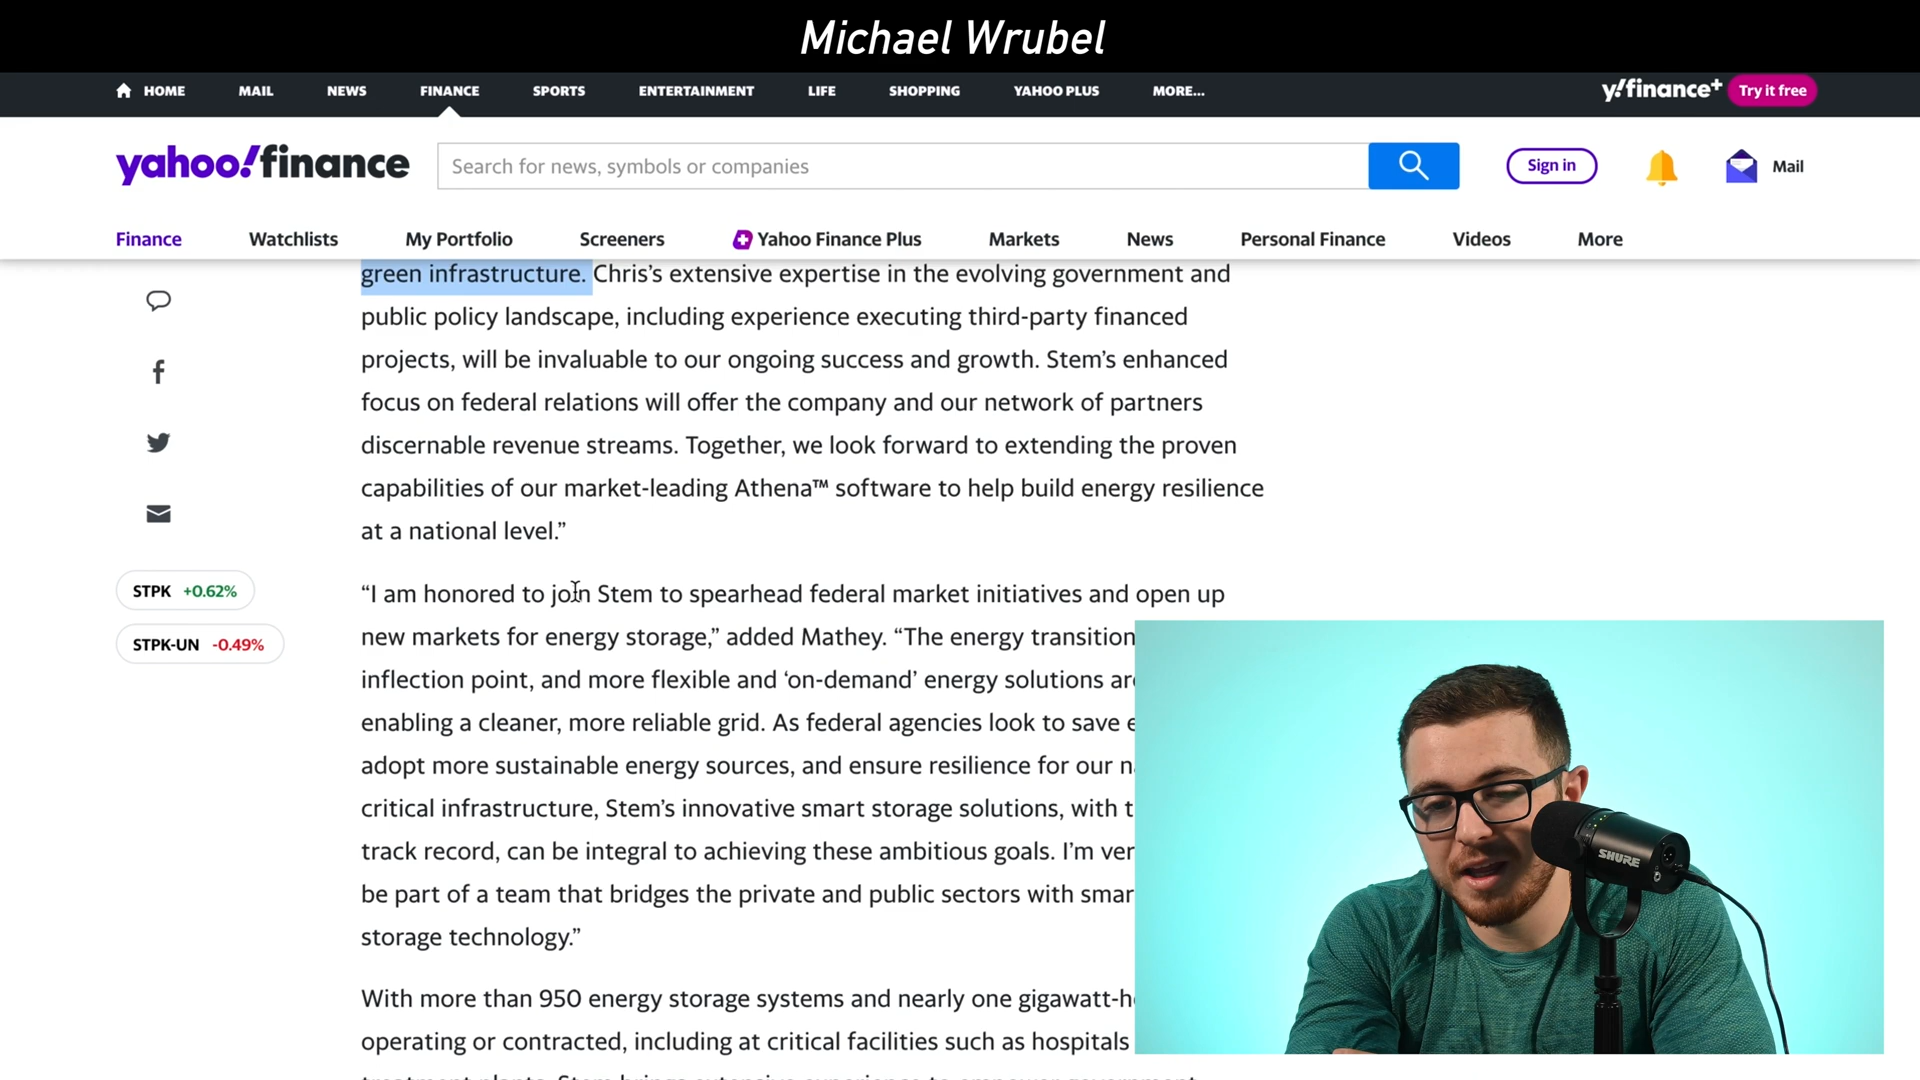 Michael Wrubel
HOME MAIL NEWS FINANCE SPORTS ENTERTAINMENT LIFE SHOPPING YAHOO PLUS MORE... y!finance+ Try it free
yahoo!finance Search for news, symbols or companies Sign in Mail
Finance Watchlists My Portfolio Screeners Yahoo Finance Plus Markets News Personal Finance Videos More
green infrastructure. Chris’s extensive expertise in the evolving government and
public policy landscape, including experience executing third-party financed
projects, will be invaluable to our ongoing success and growth. Stem’s enhanced
focus on federal relations will offer the company and our network of partners
discernable revenue streams. Together, we look forward to extending the proven
capabilities of our market-leading Athena™ software to help build energy resilience
at a national level.”
STPK +0.62%
STPK-UN -0.49%
“I am honored to join Stem to spearhead federal market initiatives and open up
new markets for energy storage,” added Mathey. “The energy transition
inflection point, and more flexible and ‘on-demand’ energy solutions
enabling a cleaner, more reliable grid. As federal agencies look to save
adopt more sustainable energy sources, and ensure resilience for our
critical infrastructure, Stem’s innovative smart storage solutions, with
track record, can be integral to achieving these ambitious goals. I’m
be part of a team that bridges the private and public sectors with
storage technology.”
With more than 950 energy storage systems and nearly one
operating or contracted, including at critical facilities such as hospitals
SHURE